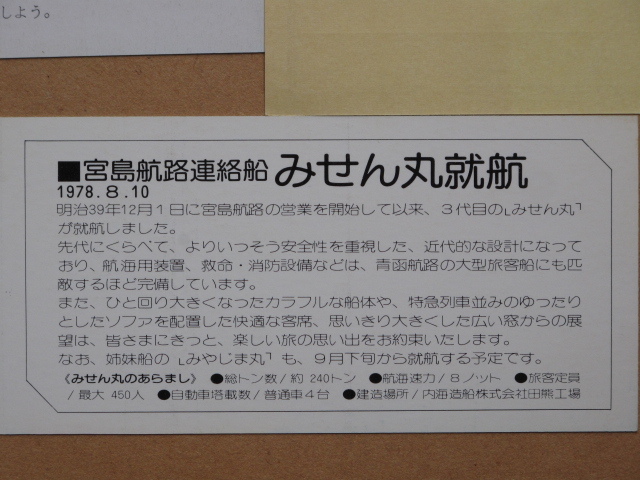 しょう。
■宮島航路連絡船 みせん丸就航
1978.8.10
明治39年12月1日に宮島航路の営業を開始して以来、3代目の「みせん丸」
が就航しました。
先代にくらべて、よりいっそう安全性を重視した、近代的な設計になって
おり、航海用装置、救命・消防設備などは、青函航路の大型旅客船にも匹
敵するほど完備しています。
また、ひと回り大きくなったカラフルな船体や、特急列車並みのゆったり
としたソファを配置した快適な客席、思いきり大きくした広い窓からの展
望は、皆さまにきっと、楽しい旅の思い出をお約束いたします。
なお、姉妹船の「みやじま丸」も、9月下旬から就航する予定です。
《みせん丸のあらまし》 ●総トン数/約 240トン ●航海速力/8ノット ●旅客定員
/最大 450人 ●自動車塔載数/普通車4台 ●建造場所/内海造船株式会社田熊工場